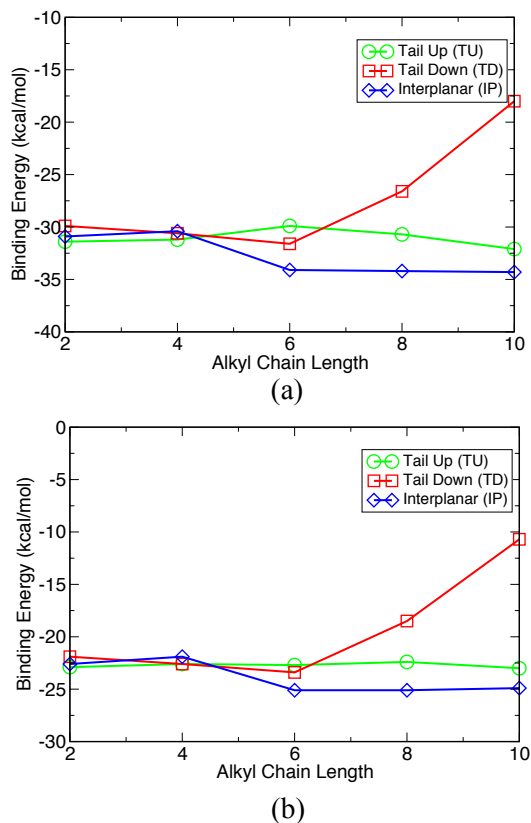 -10
-15
-20
-25
-30
-35
-40
Binding Energy (kcal/mol)
Tail Up (TU)
Tail Down (TD)
Interplanar (IP)
2 4 6 8 10
Alkyl Chain Length
(a)
0
-5
-10
-15
-20
-25
-30
Binding Energy (kcal/mol)
Tail Up (TU)
Tail Down (TD)
Interplanar (IP)
2 4 6 8 10
Alkyl Chain Length
(b)